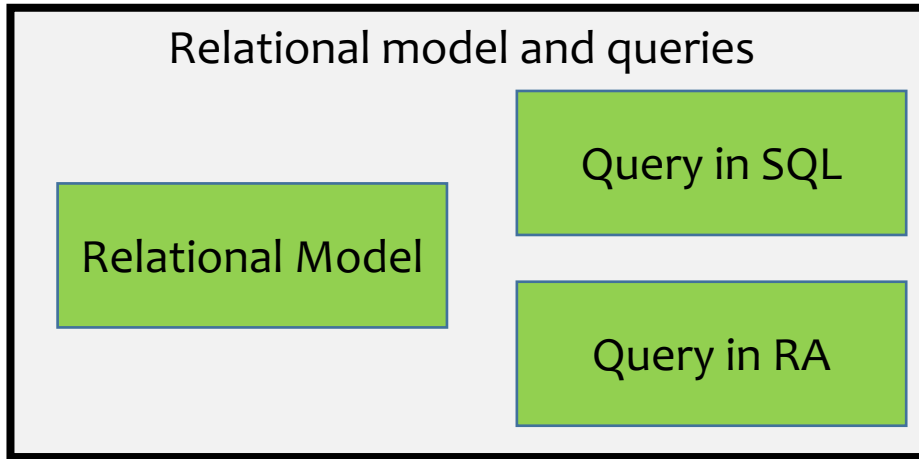 Relational model and queries
Relational Model
Query in SQL
Query in RA